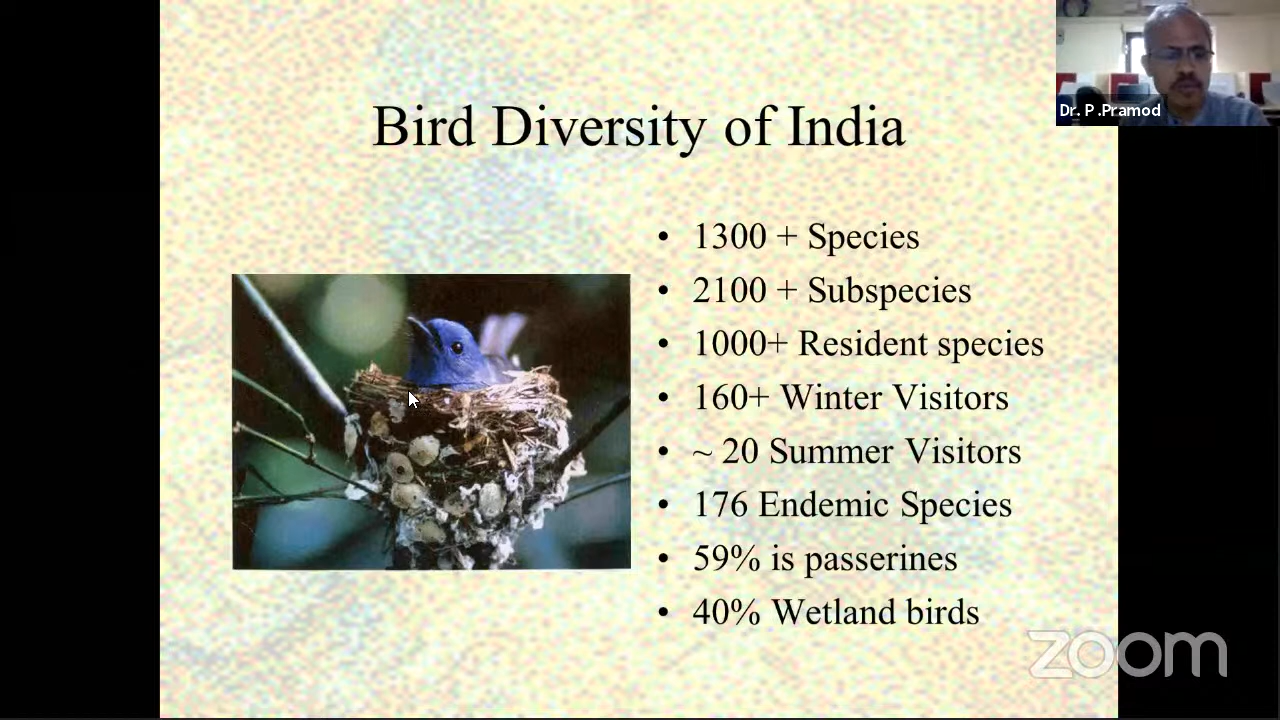 Dr. P .Pramod
Bird Diversity of India
• 1300 + Species
• 2100 + Subspecies
• 1000+ Resident species
• 160+ Winter Visitors
• ~ 20 Summer Visitors
• 176 Endemic Species
• 59% is passerines
• 40% Wetland birds
zoom